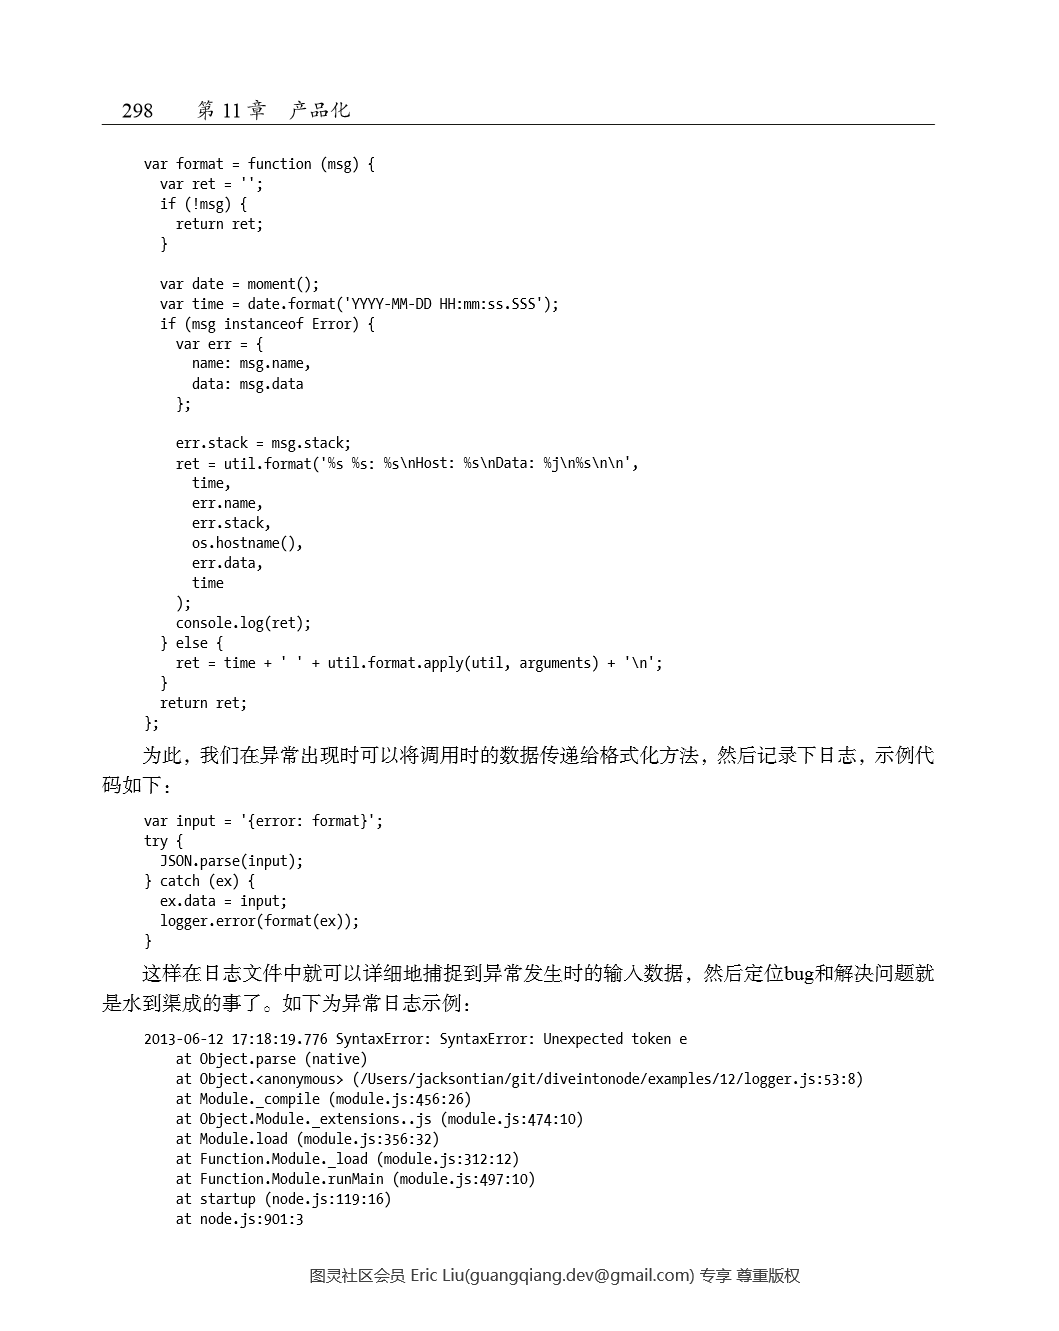 298 第 11 章 产品化
var format = function (msg) {
  var ret = '';
  if (!msg) {
    return ret;
  }
  var date = moment();
  var time = date.format('YYYY-MM-DD HH:mm:ss.SSS');
  if (msg instanceof Error) {
    var err = {
      name: msg.name,
      data: msg.data
    };
    err.stack = msg.stack;
    ret = util.format('%s %s: %s\nHost: %s\nData: %j\n%s\n\n',
      time,
      err.name,
      err.stack,
      os.hostname(),
      err.data,
      time
    );
    console.log(ret);
  } else {
    ret = time + ' ' + util.format.apply(util, arguments) + '\n';
  }
  return ret;
};
为此，我们在异常出现时可以将调用时的数据传递给格式化方法，然后记录下日志，示例代
码如下：
var input = '{error: format}';
try {
  JSON.parse(input);
} catch (ex) {
  ex.data = input;
  logger.error(format(ex));
}
这样在日志文件中就可以详细地捕捉到异常发生时的输入数据，然后定位bug和解决问题就
是水到渠成的事了。如下为异常日志示例：
2013-06-12 17:18:19.776 SyntaxError: SyntaxError: Unexpected token e
    at Object.parse (native)
    at Object.<anonymous> (/Users/jacksontian/git/diveintonode/examples/12/logger.js:53:8)
    at Module._compile (module.js:456:26)
    at Object.Module._extensions..js (module.js:474:10)
    at Module.load (module.js:356:32)
    at Function.Module._load (module.js:312:12)
    at Function.Module.runMain (module.js:497:10)
    at startup (node.js:119:16)
    at node.js:901:3
图灵社区会员 Eric Liu(guangqiang.dev@gmail.com) 专享 尊重版权